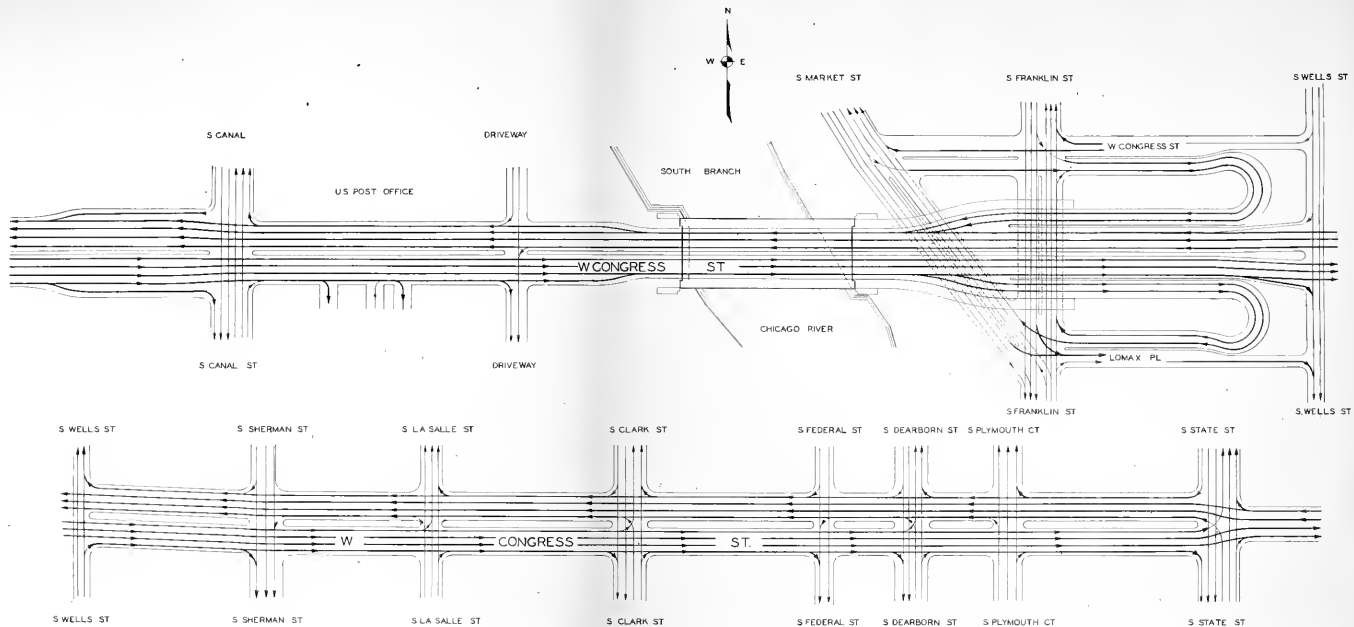 N
W E
S MARKET ST
S FRANKLIN ST
S WELLS ST
S CANAL
DRIVEWAY
W CONGRESS ST
SOUTH BRANCH
U S POST OFFICE
W CONGRESS ST
CHICAGO RIVER
LOMAX PL
S CANAL ST
DRIVEWAY
S FRANKLIN ST
S. WELLS ST
S WELLS ST
S SHERMAN ST
S LA SALLE ST
S CLARK ST
S FEDERAL ST
S DEARBORN ST
S PLYMOUTH CT
S STATE ST
W CONGRESS ST.
S WELLS ST
S SHERMAN ST
S LA SALLE ST
S CLARK ST
S FEDERAL ST
S DEARBORN ST
S PLYMOUTH CT
S STATE ST